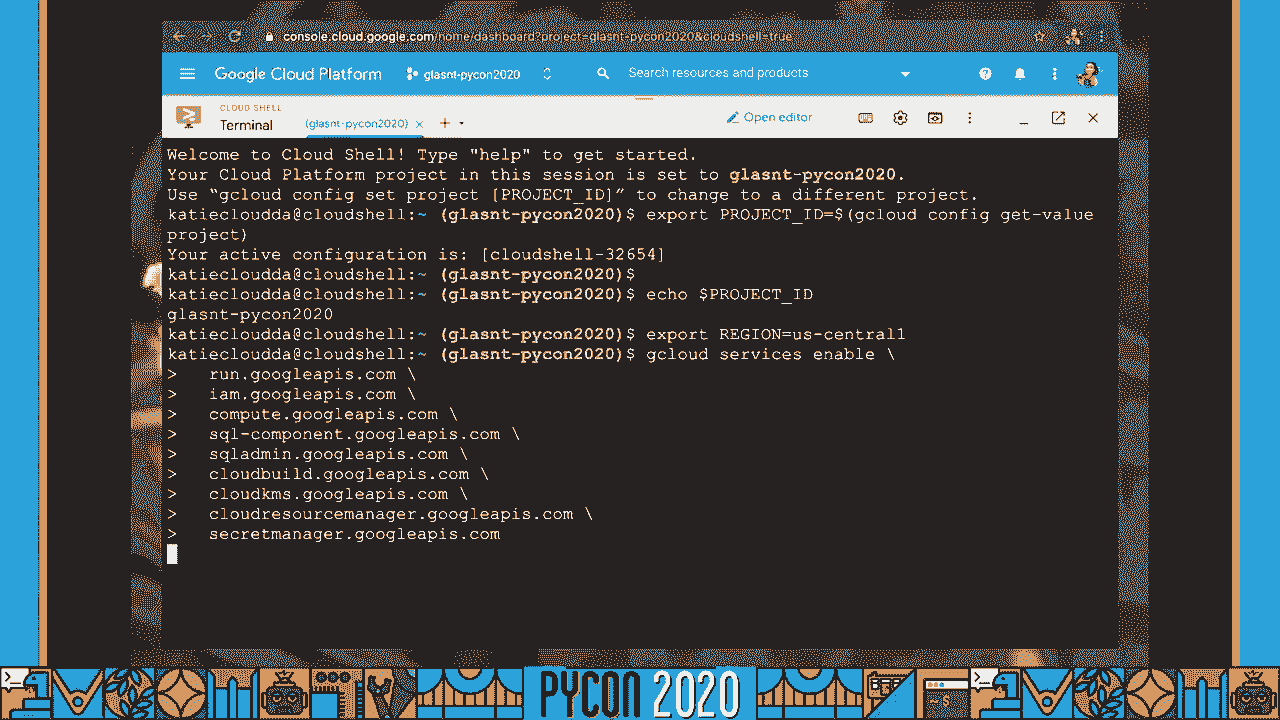 console.cloud.google.com/home/dashboard?project=glasnt-pycon2020&cloudshell=true
Google Cloud Platform glasnt-pycon2020 Search resources and products
CLOUD SHELL
Terminal (glasnt-pycon2020) Open editor
Welcome to Cloud Shell! Type "help" to get started.
Your Cloud Platform project in this session is set to glasnt-pycon2020.
Use “gcloud config set project [PROJECT_ID]” to change to a different project.
katiecloudda@cloudshell:~ (glasnt-pycon2020)$ export PROJECT_ID=$(gcloud config get-value
project)
Your active configuration is: [cloudshell-32654]
katiecloudda@cloudshell:~ (glasnt-pycon2020)$
katiecloudda@cloudshell:~ (glasnt-pycon2020)$ echo $PROJECT_ID
glasnt-pycon2020
katiecloudda@cloudshell:~ (glasnt-pycon2020)$ export REGION=us-central1
katiecloudda@cloudshell:~ (glasnt-pycon2020)$ gcloud services enable \
>   run.googleapis.com \
>   iam.googleapis.com \
>   compute.googleapis.com \
>   sql-component.googleapis.com \
>   sqladmin.googleapis.com \
>   cloudbuild.googleapis.com \
>   cloudkms.googleapis.com \
>   cloudresourcemanager.googleapis.com \
>   secretmanager.googleapis.com
PYCON 2020